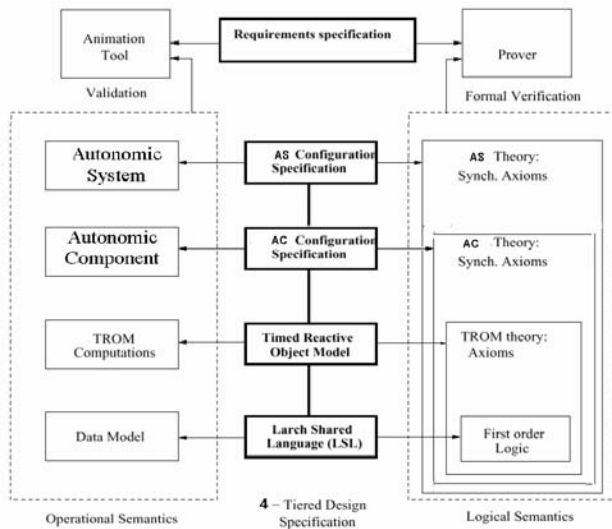 Animation
Tool
Requirements specification
Prover
Validation
Formal Verification
Autonomic
System
AS Configuration
Specification
AS Theory:
Synch. Axioms
Autonomic
Component
AC Configuration
Specification
AC Theory:
Synch. Axioms
TROM
Computations
Timed Reactive
Object Model
TROM theory:
Axioms
Data Model
Larch Shared
Language (LSL)
First order
Logic
Operational Semantics
4 – Tiered Design
Specification
Logical Semantics